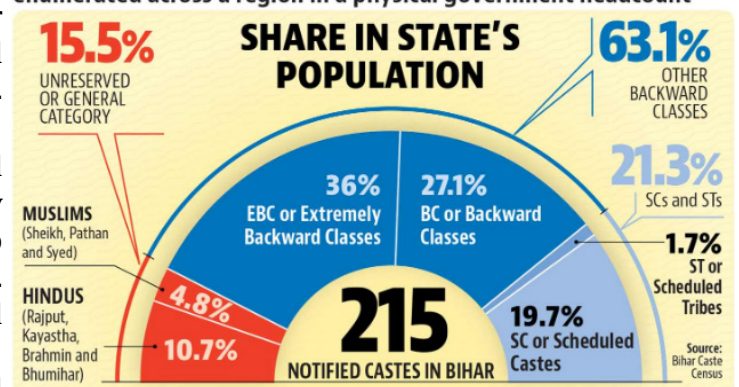 15.5%
UNRESERVED
OR GENERAL
CATEGORY
SHARE IN STATE'S
POPULATION
63.1%
OTHER
BACKWARD
CLASSES
21.3%
SCs and STs
36%
EBC or Extremely
Backward Classes
27.1%
BC or Backward
Classes
1.7%
ST or
Scheduled
Tribes
MUSLIMS
(Sheikh, Pathan
and Syed)
4.8%
HINDUS
(Rajput,
Kayastha,
Brahmin and
Bhumihar)
10.7%
215
NOTIFIED CASTES IN BIHAR
19.7%
SC or Scheduled
Castes
Source:
Bihar Caste
Census